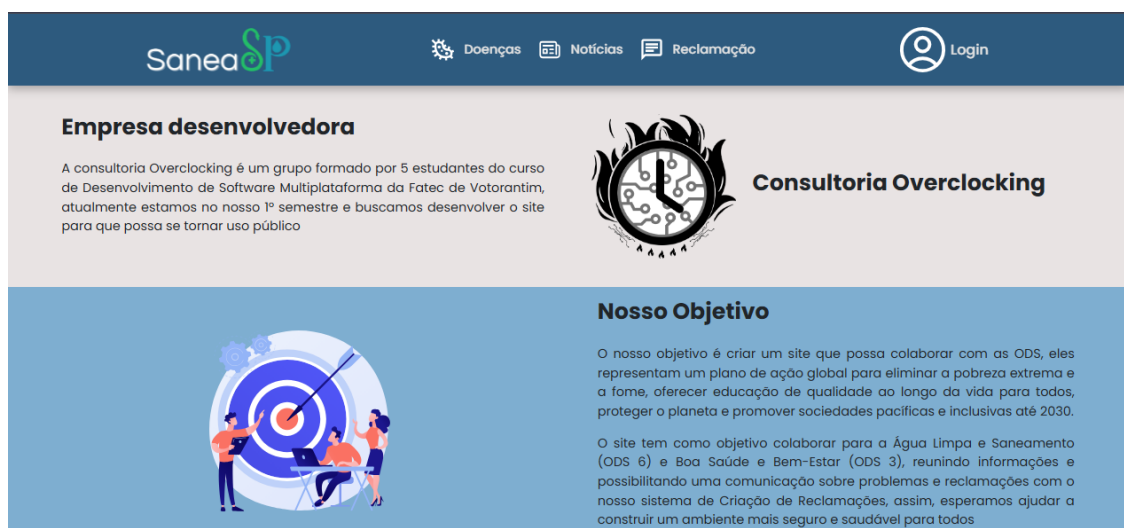 SaneaSP
Doenças
Notícias
Reclamação
Login
Empresa desenvolvedora
A consultoria Overclocking é um grupo formado por 5 estudantes do curso
de Desenvolvimento de Software Multiplataforma da Fatec de Votorantim,
atualmente estamos no nosso 1º semestre e buscamos desenvolver o site
para que possa se tornar uso público
Consultoria Overclocking
Nosso Objetivo
O nosso objetivo é criar um site que possa colaborar com as ODS, eles
representam um plano de ação global para eliminar a pobreza extrema e
a fome, oferecer educação de qualidade ao longo da vida para todos,
proteger o planeta e promover sociedades pacíficas e inclusivas até 2030.
O site tem como objetivo colaborar para a Água Limpa e Saneamento
(ODS 6) e Boa Saúde e Bem-Estar (ODS 3), reunindo informações e
possibilitando uma comunicação sobre problemas e reclamações com o
nosso sistema de Criação de Reclamações, assim, esperamos ajudar a
construir um ambiente mais seguro e saudável para todos